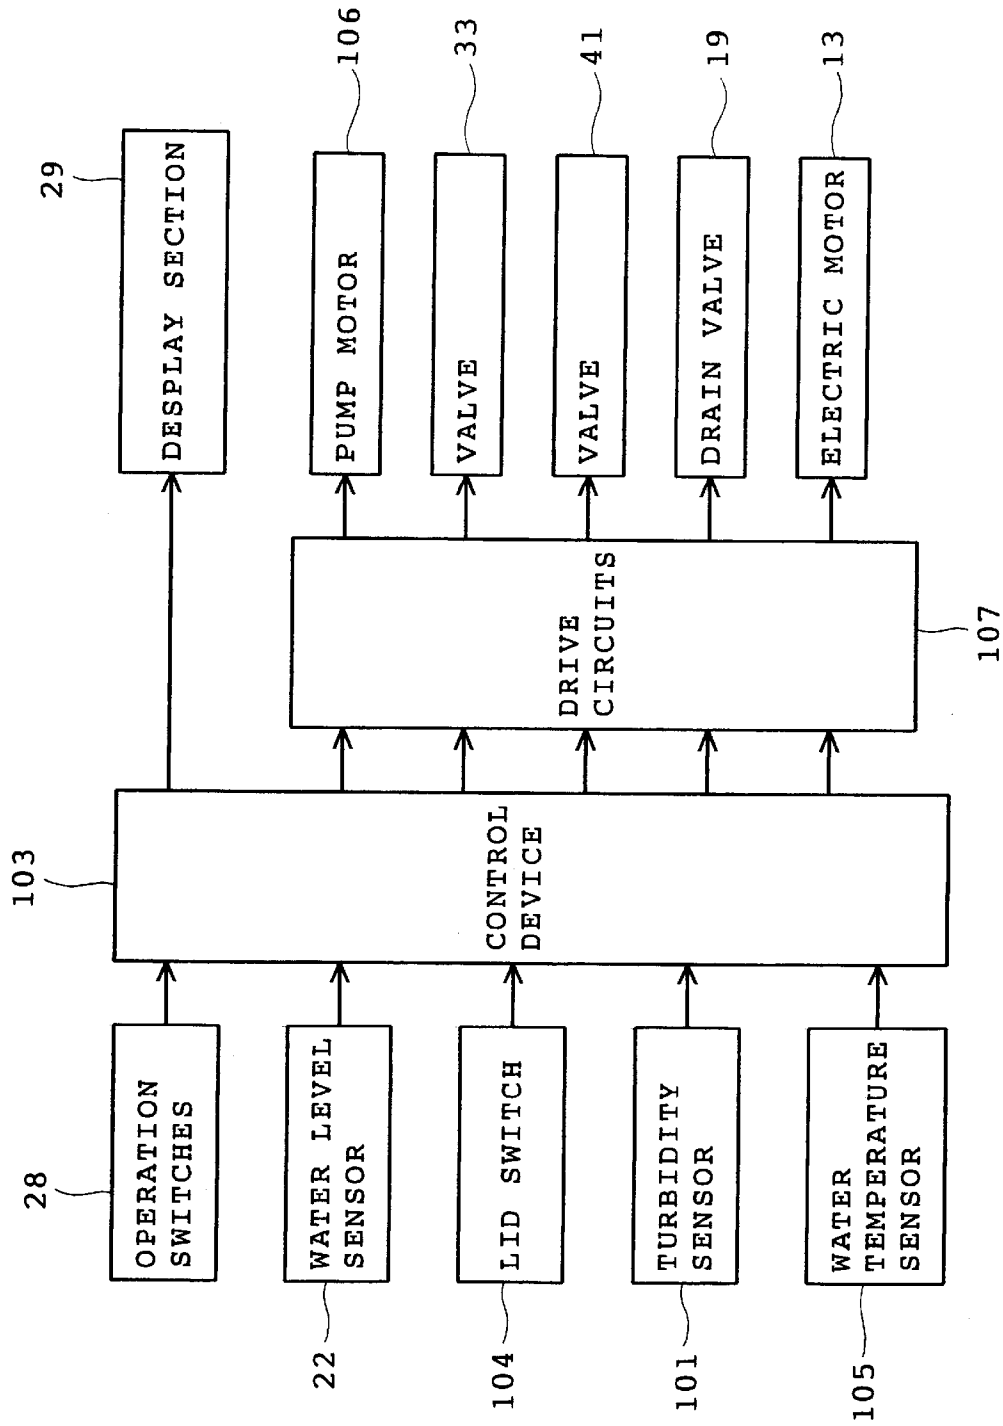 28
OPERATION
SWITCHES
22
WATER LEVEL
SENSOR
104
LID SWITCH
101
TURBIDITY
SENSOR
105
WATER
TEMPERATURE
SENSOR
103
CONTROL
DEVICE
DRIVE
CIRCUITS
107
29
DESPLAY SECTION
PUMP MOTOR
106
VALVE
33
VALVE
41
DRAIN VALVE
19
ELECTRIC MOTOR
13